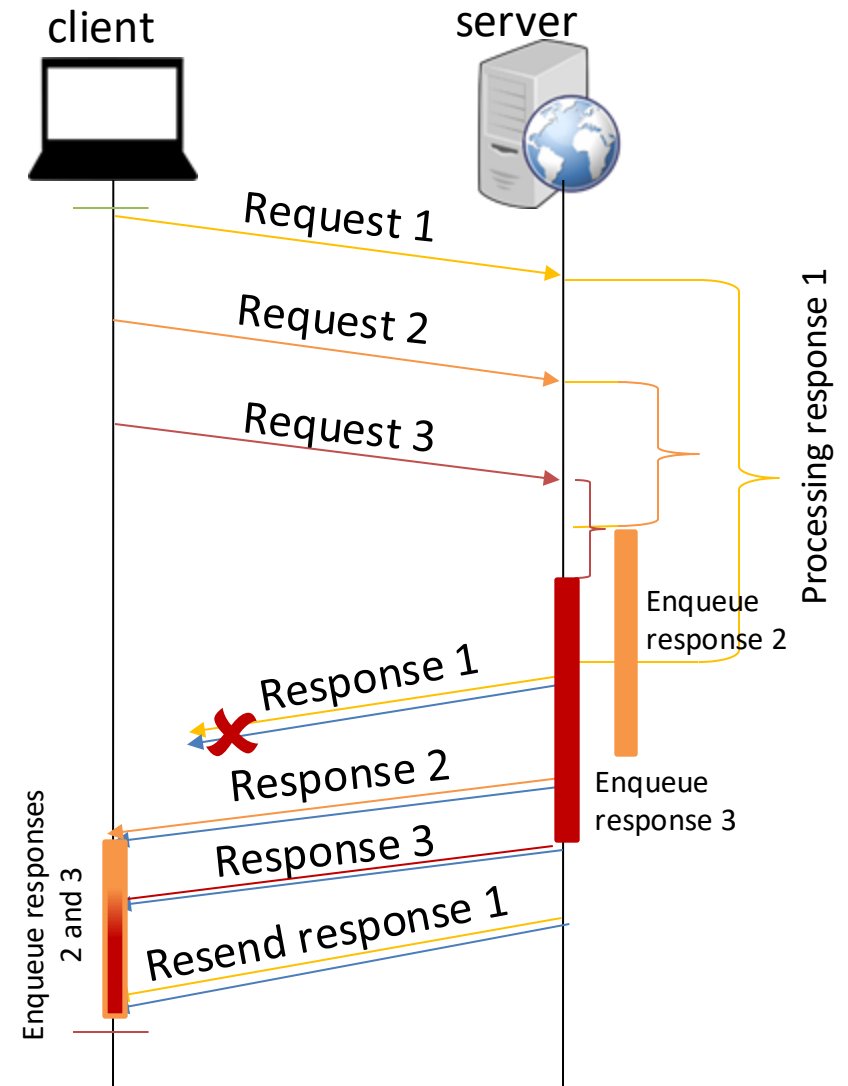 client
server
Request 1
Request 2
Request 3
Processing response 1
Enqueue
response 2
Response 1
Response 2
Enqueue
response 3
Response 3
Enqueue responses
2 and 3
Resend response 1